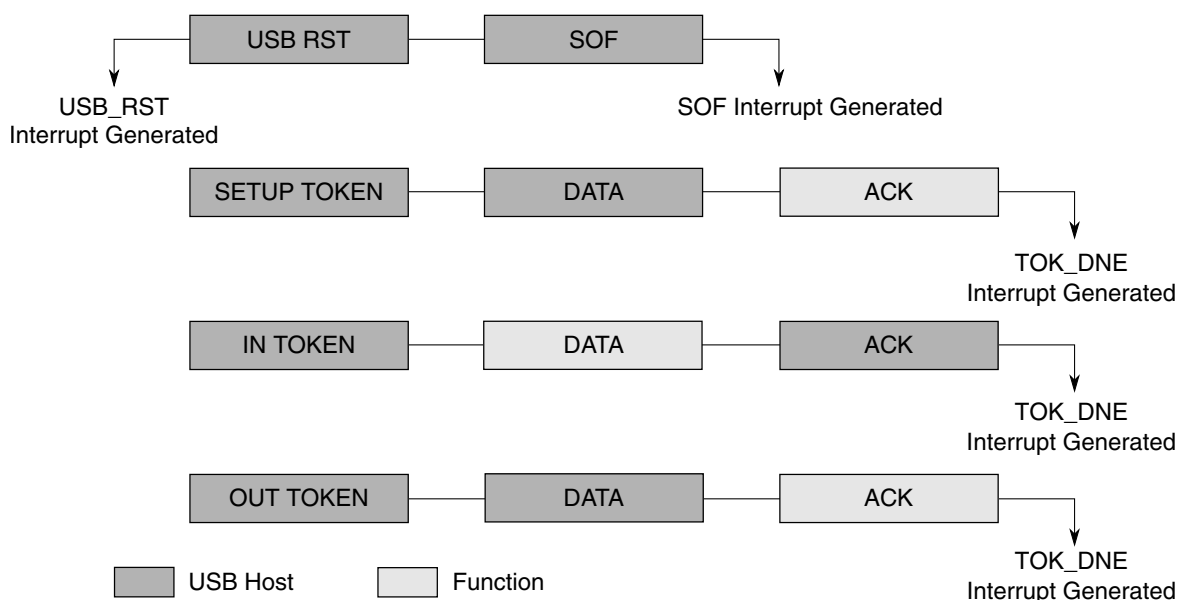 USB RST
SOF
USB_RST
Interrupt Generated
SOF Interrupt Generated
SETUP TOKEN
DATA
ACK
TOK_DNE
Interrupt Generated
IN TOKEN
DATA
ACK
TOK_DNE
Interrupt Generated
OUT TOKEN
DATA
ACK
TOK_DNE
Interrupt Generated
USB Host
Function